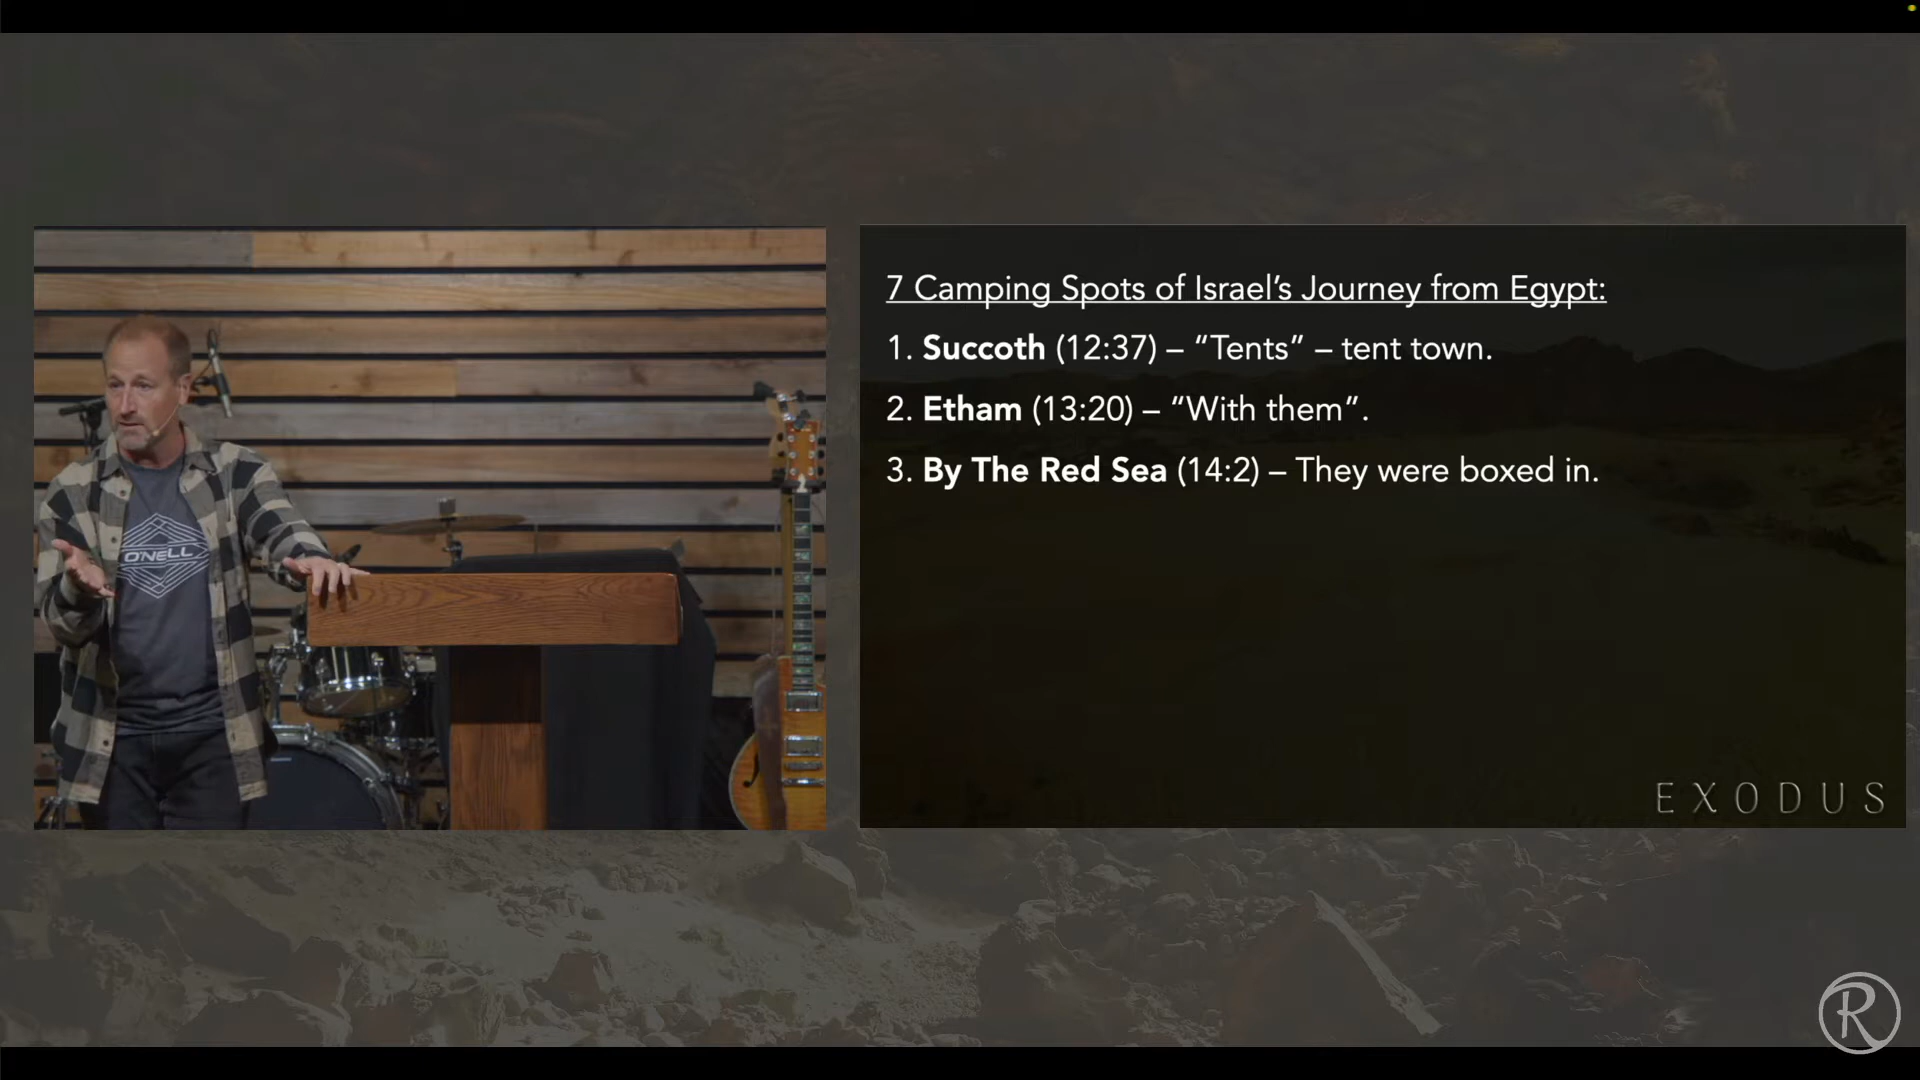 7 Camping Spots of Israel’s Journey from Egypt:
1. Succoth (12:37) – “Tents” – tent town.
2. Etham (13:20) – “With them”.
3. By The Red Sea (14:2) – They were boxed in.
O'NEILL
EXODUS
R